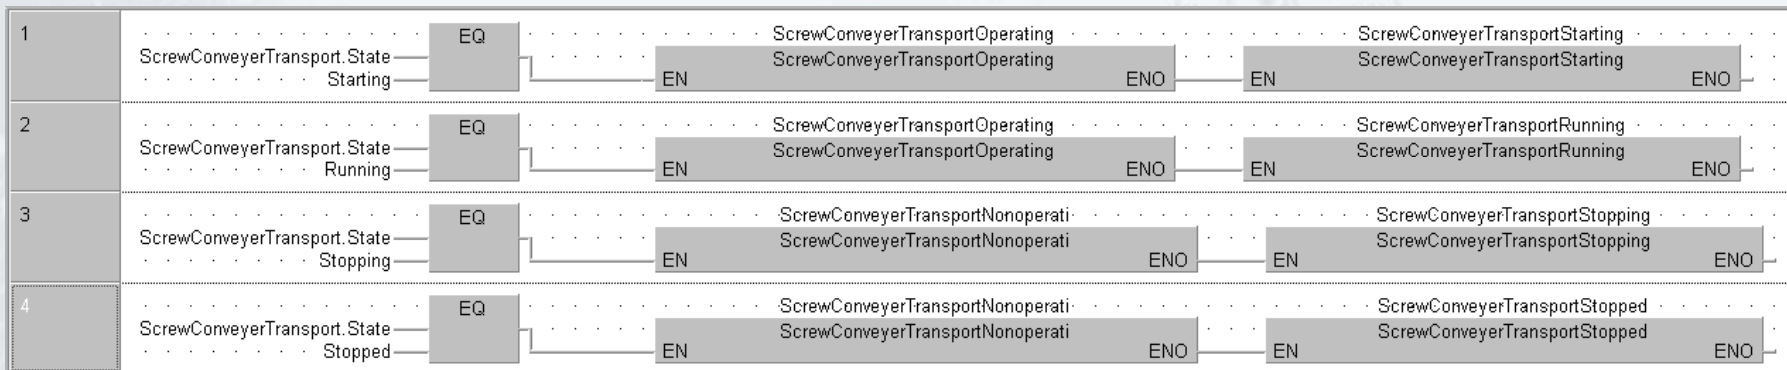 1
EQ
ScrewConveyerTransportOperating
ScrewConveyerTransportStarting
ScrewConveyerTransport.State
ScrewConveyerTransportOperating
ScrewConveyerTransportStarting
Starting
EN
ENO
EN
ENO
2
EQ
ScrewConveyerTransportOperating
ScrewConveyerTransportRunning
ScrewConveyerTransport.State
ScrewConveyerTransportOperating
ScrewConveyerTransportRunning
Running
EN
ENO
EN
ENO
3
EQ
ScrewConveyerTransportNonoperati
ScrewConveyerTransportStopping
ScrewConveyerTransport.State
ScrewConveyerTransportNonoperati
ScrewConveyerTransportStopping
Stopping
EN
ENO
EN
ENO
4
EQ
ScrewConveyerTransportNonoperati
ScrewConveyerTransportStopped
ScrewConveyerTransport.State
ScrewConveyerTransportNonoperati
ScrewConveyerTransportStopped
Stopped
EN
ENO
EN
ENO